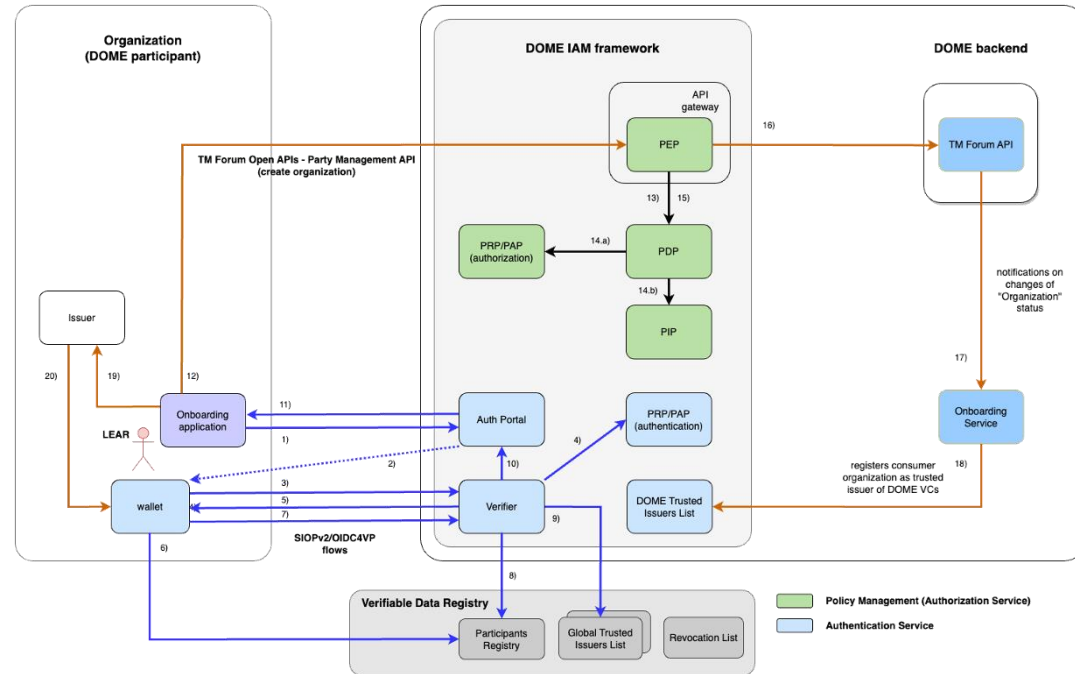 Organization
(DOME participant)
DOME IAM framework
DOME backend
API
gateway
PEP
16)
TM Forum API
TM Forum Open APIs - Party Management API
(create organization)
13)
15)
PRP/PAP
(authorization)
14.a)
PDP
14.b)
PIP
notifications on
changes of
"Organization"
status
Issuer
20)
19)
12)
17)
Onboarding
application
11)
1)
Auth Portal
PRP/PAP
(authentication)
Onboarding
Service
LEAR
2)
10)
4)
registers consumer
organization as trusted
issuer of DOME VCs
18)
wallet
3)
5)
7)
Verifier
9)
DOME Trusted
Issuers List
SIOPv2/OIDC4VP
flows
6)
8)
Verifiable Data Registry
Participants
Registry
Global Trusted
Issuers List
Revocation List
Policy Management (Authorization Service)
Authentication Service